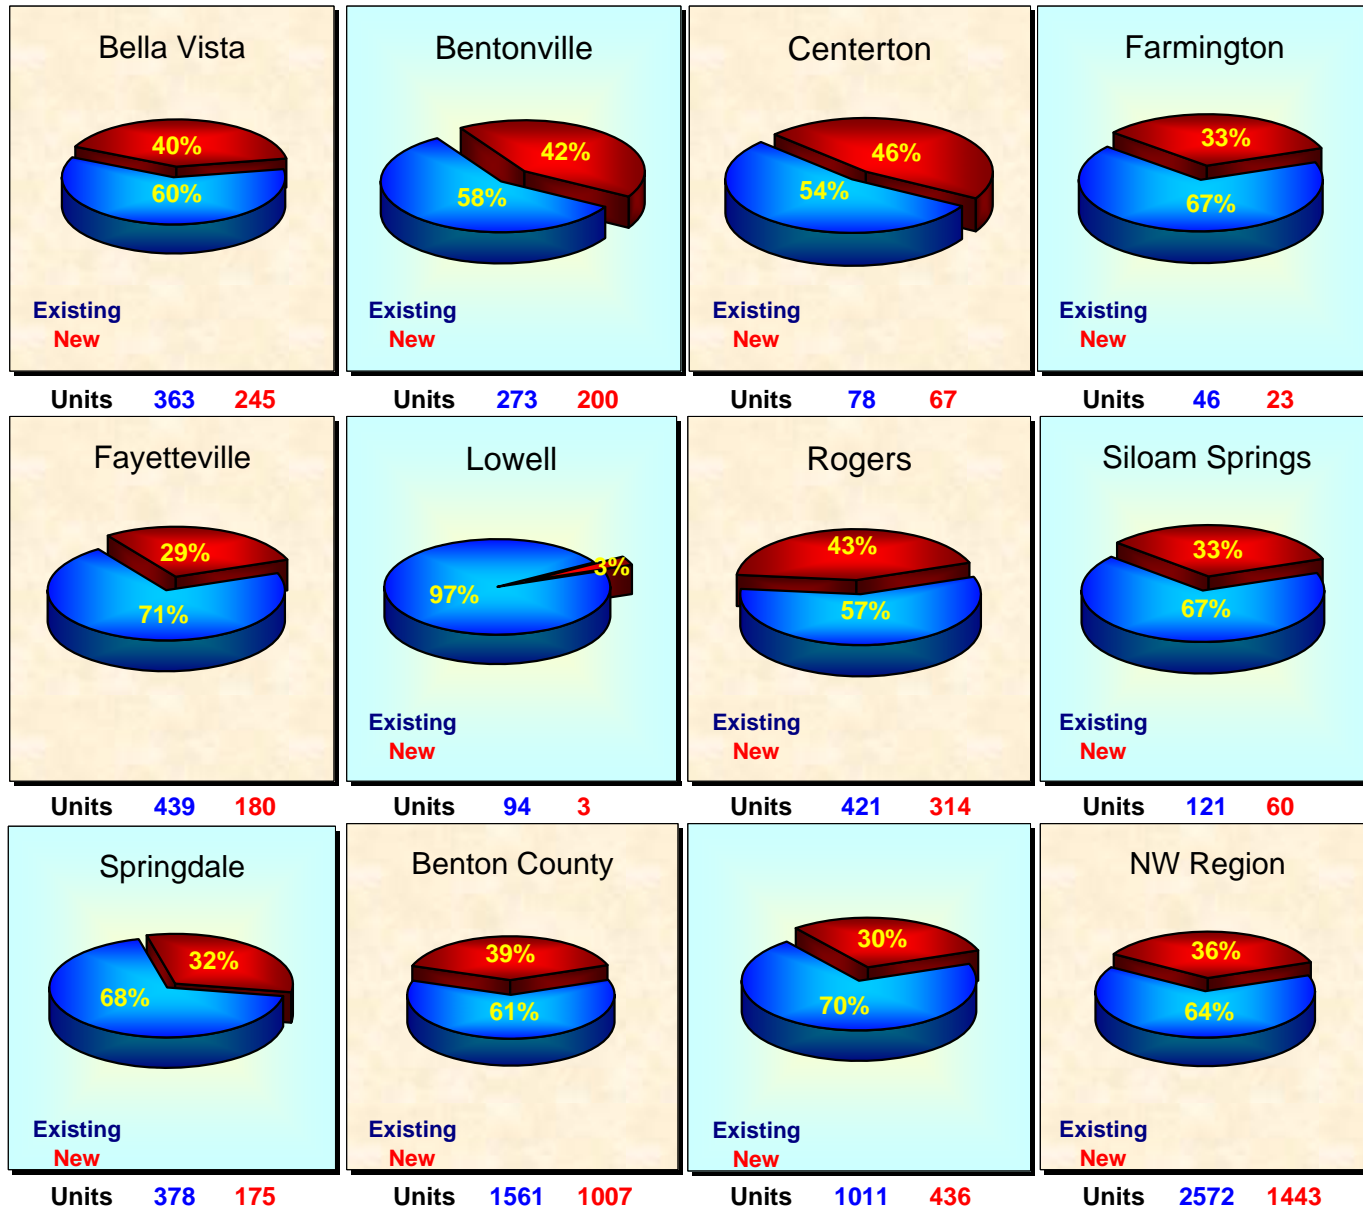 Bella Vista
40%
60%
Existing
New
Units 363 245
Bentonville
42%
58%
Existing
New
Units 273 200
Centerton
46%
54%
Existing
New
Units 78 67
Farmington
33%
67%
Existing
New
Units 46 23
Fayetteville
29%
71%
Units 439 180
Lowell
3%
97%
Existing
New
Units 94 3
Rogers
43%
57%
Existing
New
Units 421 314
Siloam Springs
33%
67%
Existing
New
Units 121 60
Springdale
32%
68%
Existing
New
Units 378 175
Benton County
39%
61%
Existing
New
Units 1561 1007
30%
70%
Existing
New
Units 1011 436
NW Region
36%
64%
Existing
New
Units 2572 1443